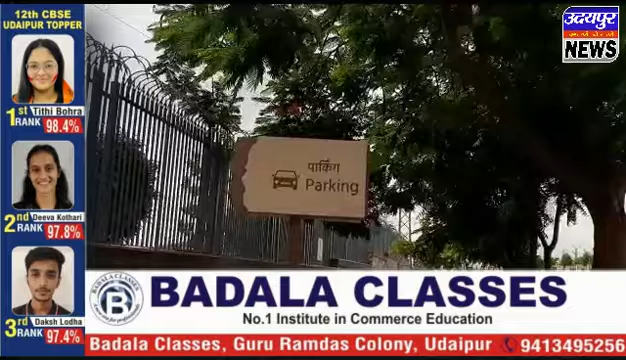 12th CBSE
UDAIPUR TOPPER
Tithi Bohra
1st RANK 98.4%
Deeva Kothari
2nd RANK 97.8%
Daksh Lodha
3rd RANK 97.4%
उदयपुर
NEWS
पार्किंग
Parking
BADALA CLASSES
B
BADALA CLASSES
No.1 Institute in Commerce Education
Badala Classes, Guru Ramdas Colony, Udaipur 9413495256